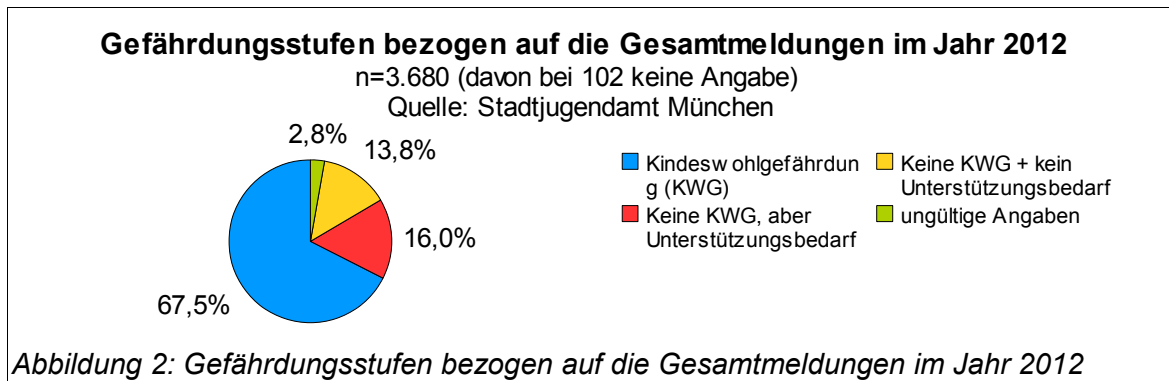 Gefährdungsstufen bezogen auf die Gesamtmeldungen im Jahr 2012
n=3.680 (davon bei 102 keine Angabe)
Quelle: Stadtjugendamt München
2,8%
13,8%
16,0%
67,5%
Kindesw ohlgefährdun
g (KWG)
Keine KWG + kein
Unterstützungsbedarf
Keine KWG, aber
Unterstützungsbedarf
ungültige Angaben
Abbildung 2: Gefährdungsstufen bezogen auf die Gesamtmeldungen im Jahr 2012